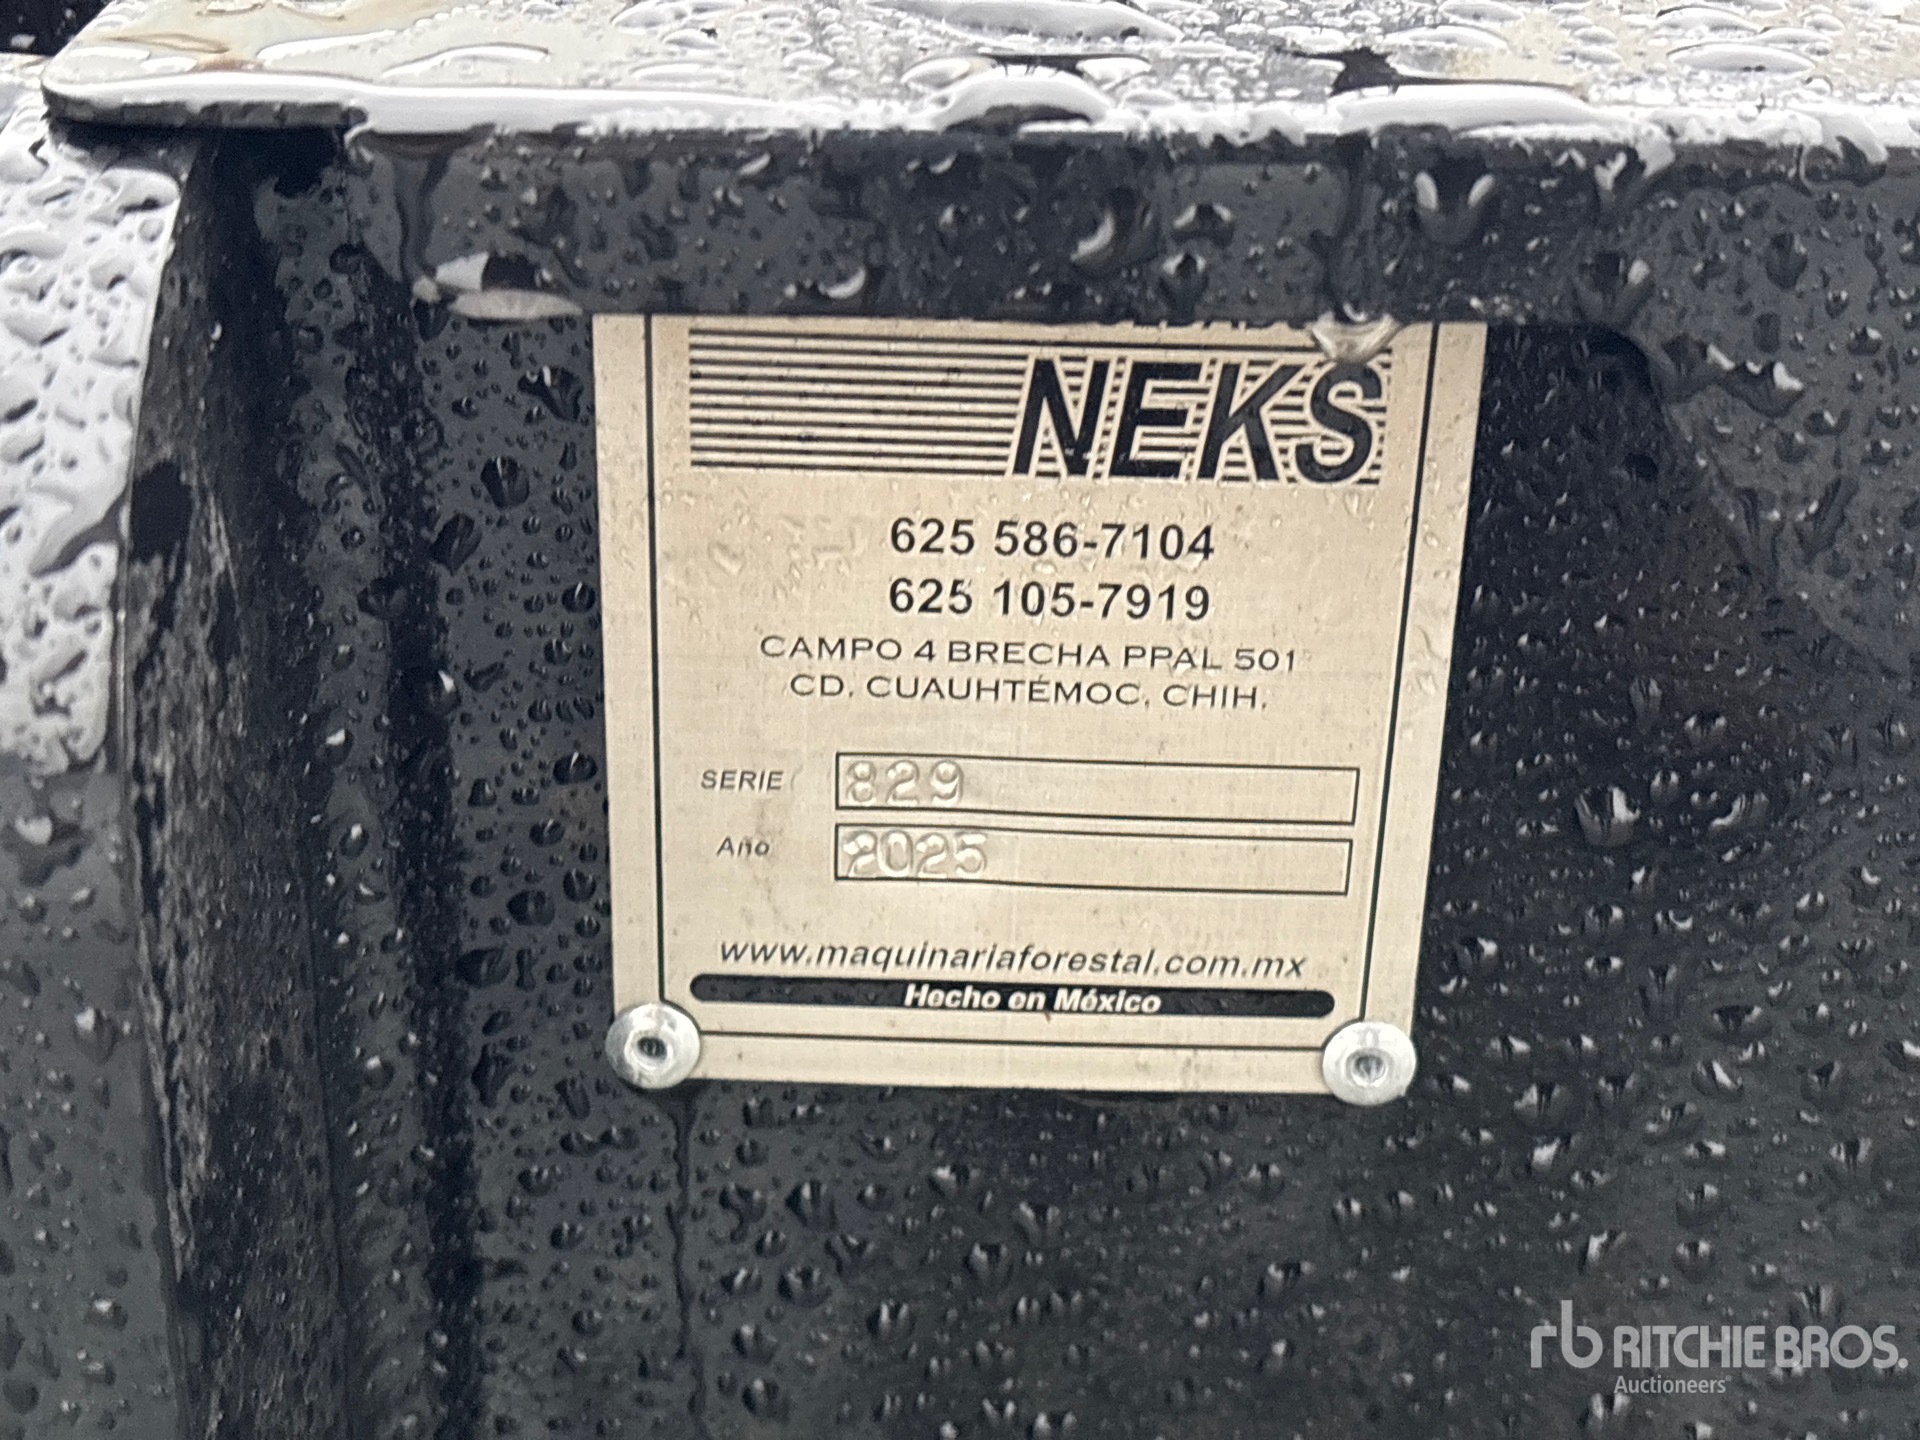 NEKS
625 586-7104
625 105-7919
CAMPO 4 BRECHA PPAL 501
CD. CUAUHTÉMOC, CHIH.
SERIE 829
Año 2025
www.maquinariaforestal.com.mx
Hecho en México
rb RITCHIE BROS.
Auctioneers